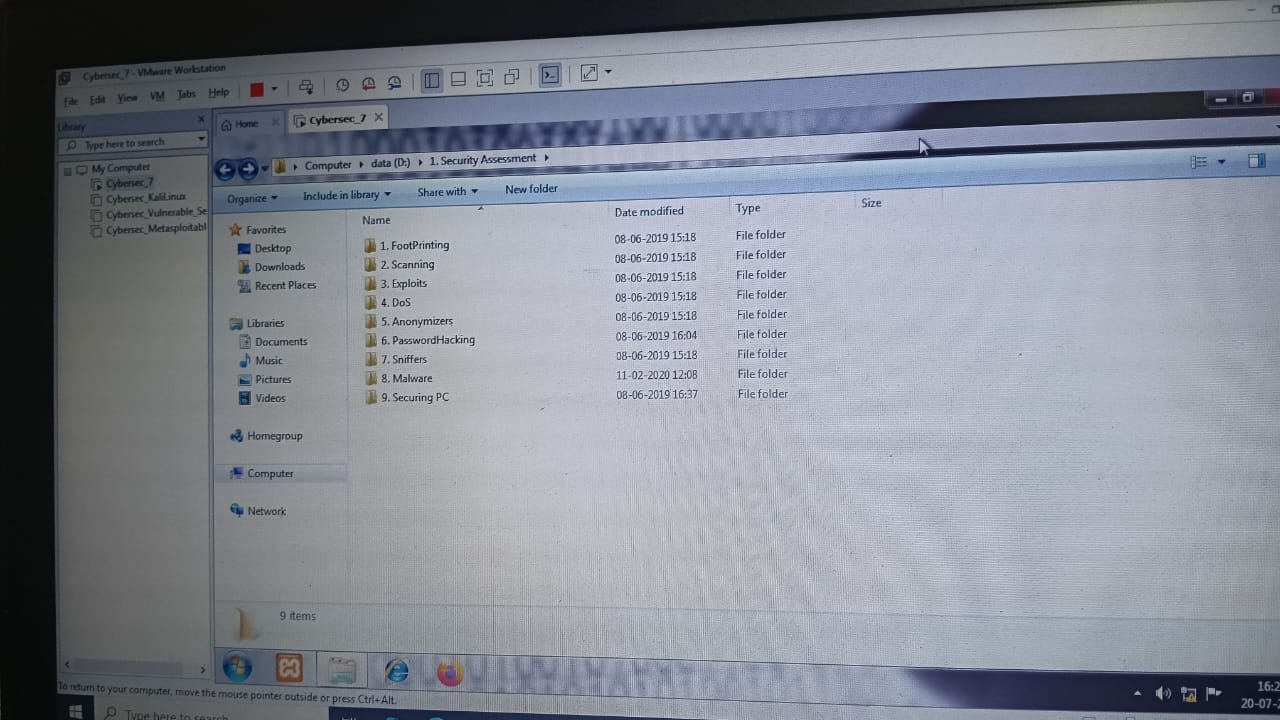 Cybersec_7 - VMware Workstation
File Edit View VM Tabs Help
Library
Type here to search
My Computer
Cybersec_7
Cybersec_KaliLinux
Cybersec_Vulnerable_Se
Cybersec_Metasploitabl
Home
Cybersec_7
Computer data (D:) 1. Security Assessment
Organize Include in library Share with New folder
Favorites
Desktop
Downloads
Recent Places
Libraries
Documents
Music
Pictures
Videos
Homegroup
Computer
Network
Name Date modified Type Size
1. FootPrinting 08-06-2019 15:18 File folder
2. Scanning 08-06-2019 15:18 File folder
3. Exploits 08-06-2019 15:18 File folder
4. DoS 08-06-2019 15:18 File folder
5. Anonymizers 08-06-2019 15:18 File folder
6. PasswordHacking 08-06-2019 16:04 File folder
7. Sniffers 08-06-2019 15:18 File folder
8. Malware 11-02-2020 12:08 File folder
9. Securing PC 08-06-2019 16:37 File folder
9 items
16:2
20-07-
To return to your computer, move the mouse pointer outside or press Ctrl+Alt.
Type here to search